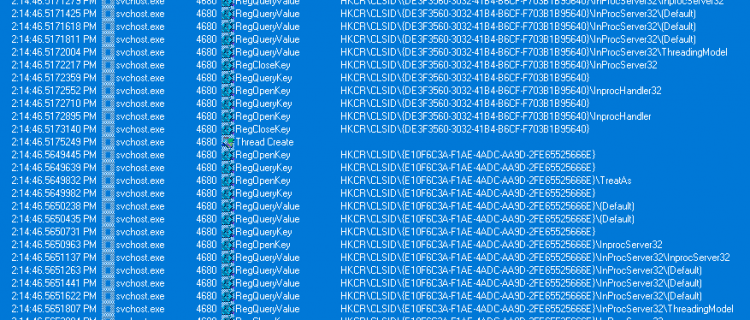 2:14:46.5171279 PM svchost.exe 4680 RegQueryValue HKCR\CLSID\{DE3F3560-3032-41B4-B6CF-F703B1B95640}\InProcServer32\InprocServer32
2:14:46.5171425 PM svchost.exe 4680 RegQueryValue HKCR\CLSID\{DE3F3560-3032-41B4-B6CF-F703B1B95640}\InProcServer32\(Default)
2:14:46.5171618 PM svchost.exe 4680 RegQueryValue HKCR\CLSID\{DE3F3560-3032-41B4-B6CF-F703B1B95640}\InProcServer32\(Default)
2:14:46.5171811 PM svchost.exe 4680 RegQueryValue HKCR\CLSID\{DE3F3560-3032-41B4-B6CF-F703B1B95640}\InProcServer32\(Default)
2:14:46.5172004 PM svchost.exe 4680 RegQueryValue HKCR\CLSID\{DE3F3560-3032-41B4-B6CF-F703B1B95640}\InProcServer32\ThreadingModel
2:14:46.5172217 PM svchost.exe 4680 RegCloseKey HKCR\CLSID\{DE3F3560-3032-41B4-B6CF-F703B1B95640}\InProcServer32
2:14:46.5172359 PM svchost.exe 4680 RegQueryKey HKCR\CLSID\{DE3F3560-3032-41B4-B6CF-F703B1B95640}
2:14:46.5172552 PM svchost.exe 4680 RegOpenKey HKCR\CLSID\{DE3F3560-3032-41B4-B6CF-F703B1B95640}\InprocHandler32
2:14:46.5172710 PM svchost.exe 4680 RegQueryKey HKCR\CLSID\{DE3F3560-3032-41B4-B6CF-F703B1B95640}
2:14:46.5172895 PM svchost.exe 4680 RegOpenKey HKCR\CLSID\{DE3F3560-3032-41B4-B6CF-F703B1B95640}\InprocHandler
2:14:46.5173140 PM svchost.exe 4680 RegCloseKey HKCR\CLSID\{DE3F3560-3032-41B4-B6CF-F703B1B95640}
2:14:46.5175249 PM svchost.exe 4680 Thread Create
2:14:46.5649445 PM svchost.exe 4680 RegOpenKey HKCR\CLSID\{E10F6C3A-F1AE-4ADC-AA9D-2FE65525666E}
2:14:46.5649639 PM svchost.exe 4680 RegQueryKey HKCR\CLSID\{E10F6C3A-F1AE-4ADC-AA9D-2FE65525666E}
2:14:46.5649832 PM svchost.exe 4680 RegOpenKey HKCR\CLSID\{E10F6C3A-F1AE-4ADC-AA9D-2FE65525666E}\TreatAs
2:14:46.5649982 PM svchost.exe 4680 RegQueryKey HKCR\CLSID\{E10F6C3A-F1AE-4ADC-AA9D-2FE65525666E}
2:14:46.5650238 PM svchost.exe 4680 RegQueryValue HKCR\CLSID\{E10F6C3A-F1AE-4ADC-AA9D-2FE65525666E}\(Default)
2:14:46.5650435 PM svchost.exe 4680 RegQueryValue HKCR\CLSID\{E10F6C3A-F1AE-4ADC-AA9D-2FE65525666E}\(Default)
2:14:46.5650731 PM svchost.exe 4680 RegQueryKey HKCR\CLSID\{E10F6C3A-F1AE-4ADC-AA9D-2FE65525666E}
2:14:46.5650963 PM svchost.exe 4680 RegOpenKey HKCR\CLSID\{E10F6C3A-F1AE-4ADC-AA9D-2FE65525666E}\InprocServer32
2:14:46.5651137 PM svchost.exe 4680 RegQueryValue HKCR\CLSID\{E10F6C3A-F1AE-4ADC-AA9D-2FE65525666E}\InProcServer32\InprocServer32
2:14:46.5651263 PM svchost.exe 4680 RegQueryValue HKCR\CLSID\{E10F6C3A-F1AE-4ADC-AA9D-2FE65525666E}\InProcServer32\(Default)
2:14:46.5651441 PM svchost.exe 4680 RegQueryValue HKCR\CLSID\{E10F6C3A-F1AE-4ADC-AA9D-2FE65525666E}\InProcServer32\(Default)
2:14:46.5651622 PM svchost.exe 4680 RegQueryValue HKCR\CLSID\{E10F6C3A-F1AE-4ADC-AA9D-2FE65525666E}\InProcServer32\(Default)
2:14:46.5651807 PM svchost.exe 4680 RegQueryValue HKCR\CLSID\{E10F6C3A-F1AE-4ADC-AA9D-2FE65525666E}\InProcServer32\ThreadingModel